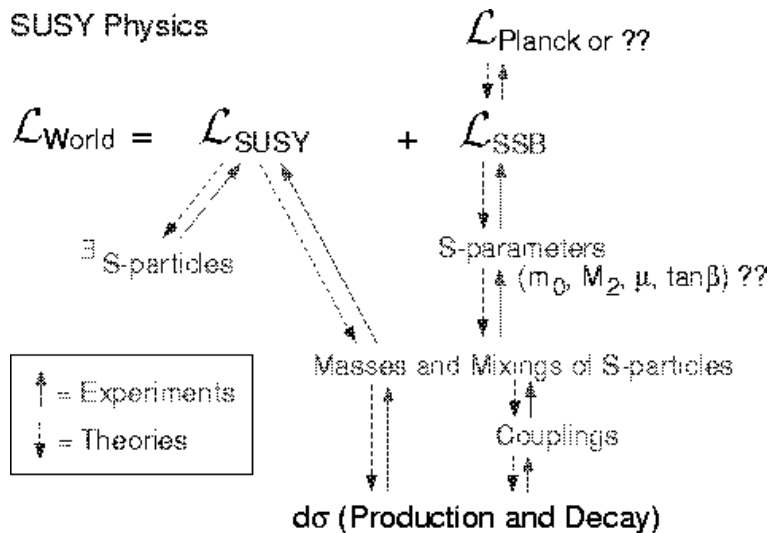 SUSY Physics
ℒPlanck or ??
ℒWorld = ℒSUSY + ℒSSB
∃ S-particles
S-parameters
(m0, M2, μ, tanβ) ??
Masses and Mixings of S-particles
= Experiments
= Theories
Couplings
dσ (Production and Decay)